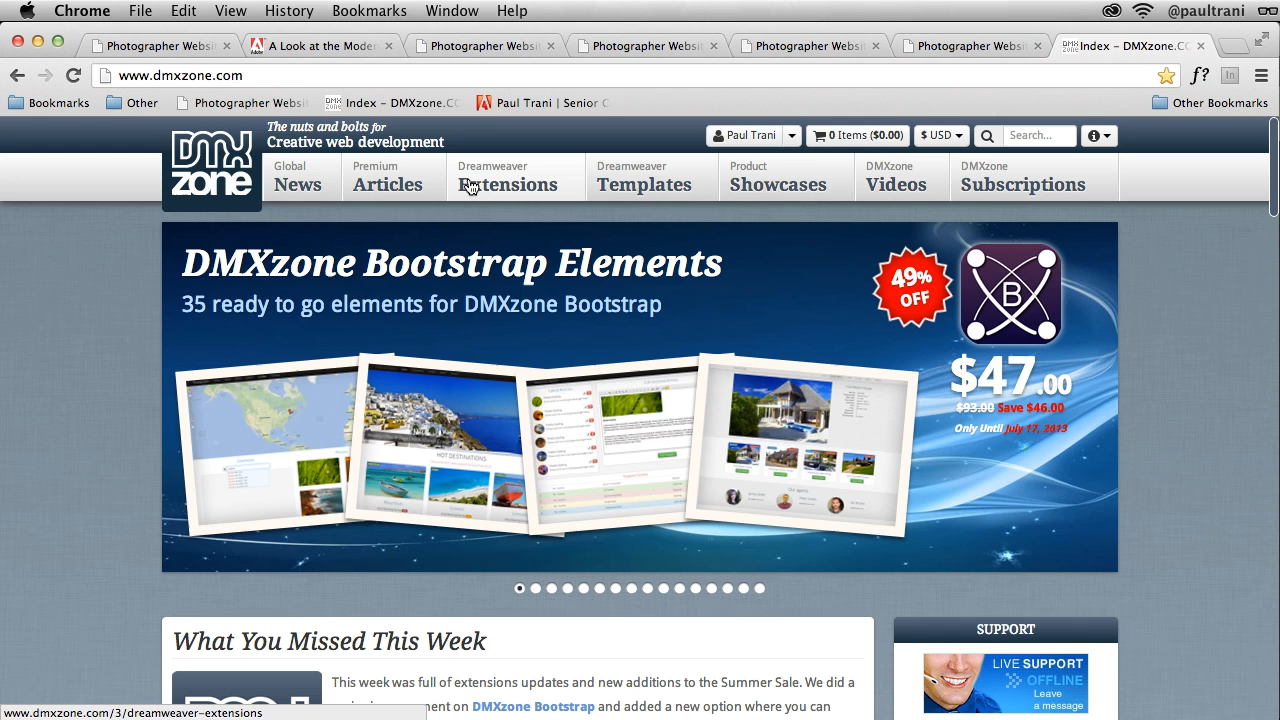 Chrome File Edit View History Bookmarks Window Help @paultrani
Photographer Websi A Look at the Moder Photographer Websi Photographer Websi Photographer Websi Photographer Websi Index – DMXzone.CO
www.dmxzone.com
Bookmarks Other Photographer Websi Index – DMXzone.CO Paul Trani | Senior C Other Bookmarks
The nuts and bolts for
Creative web development
DMX
zone
Paul Trani 0 Items ($0.00) $ USD Search...
Global
News
Premium
Articles
Dreamweaver
Extensions
Dreamweaver
Templates
Product
Showcases
DMXzone
Videos
DMXzone
Subscriptions
DMXzone Bootstrap Elements
35 ready to go elements for DMXzone Bootstrap
49%
OFF
B
$47.00
$93.00 Save $46.00
Only Until July 17, 2013
HOT DESTINATIONS
Our agents
What You Missed This Week
This week was full of extensions updates and new additions to the Summer Sale. We did a
ment on DMXzone Bootstrap and added a new option where you can
SUPPORT
LIVE SUPPORT
OFFLINE
Leave
a message
www.dmxzone.com/3/dreamweaver-extensions